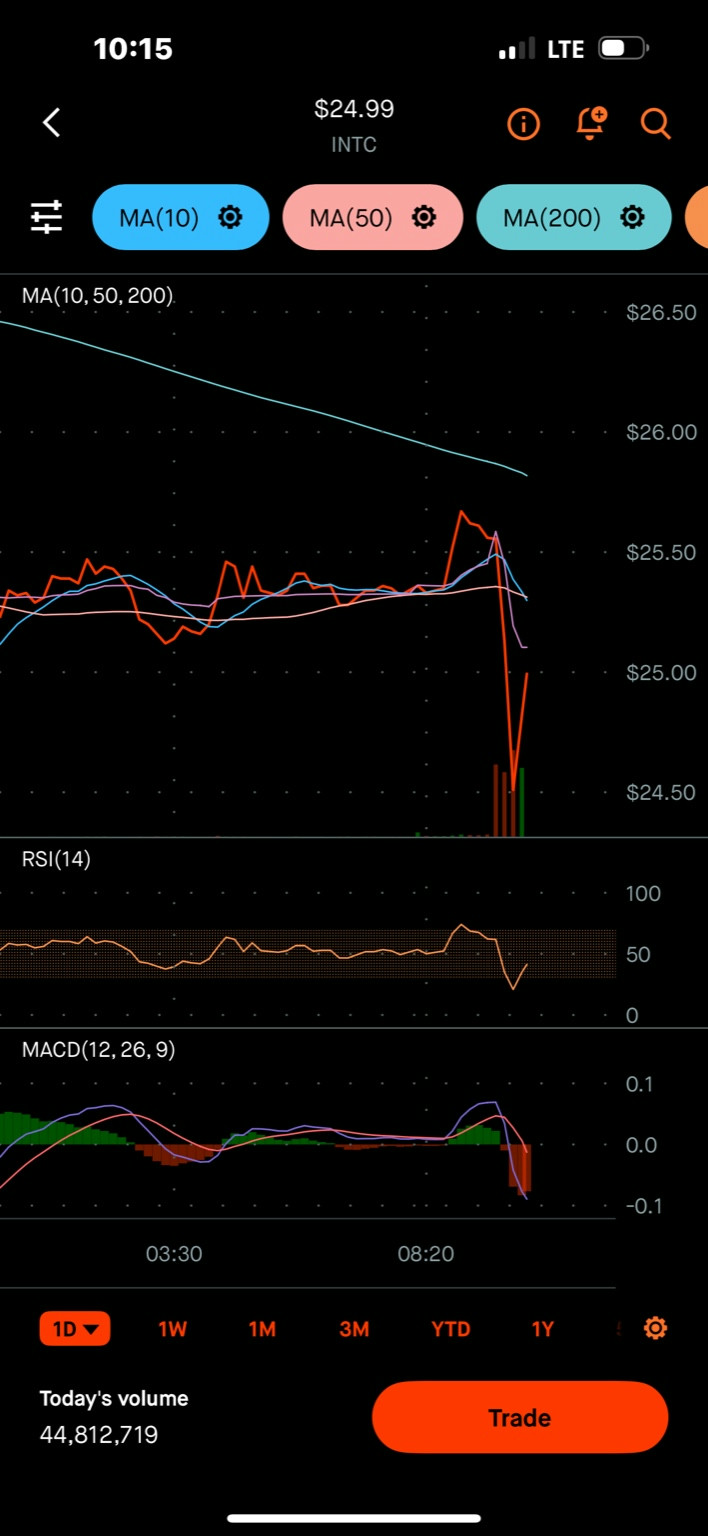 10:15
LTE
$24.99
INTC
MA(10)
MA(50)
MA(200)
MA(10, 50, 200)
$26.50
$26.00
$25.50
$25.00
$24.50
RSI(14)
100
50
0
MACD(12, 26, 9)
0.1
0.0
-0.1
03:30
08:20
1D
1W
1M
3M
YTD
1Y
Today's volume
44,812,719
Trade